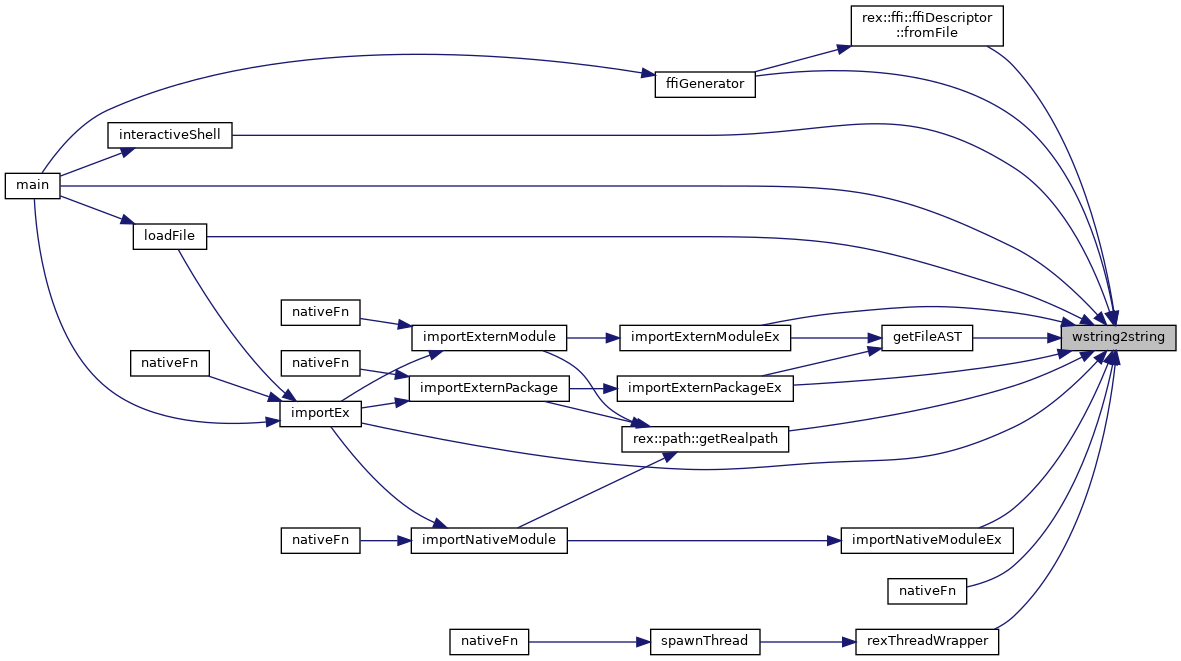 rex::ffi::ffiDescriptor
::fromFile
ffiGenerator
interactiveShell
main
loadFile
nativeFn
importExternModule
importExternModuleEx
getFileAST
wstring2string
nativeFn
nativeFn
importExternPackage
importExternPackageEx
importEx
rex::path::getRealpath
nativeFn
importNativeModule
importNativeModuleEx
nativeFn
nativeFn
spawnThread
rexThreadWrapper